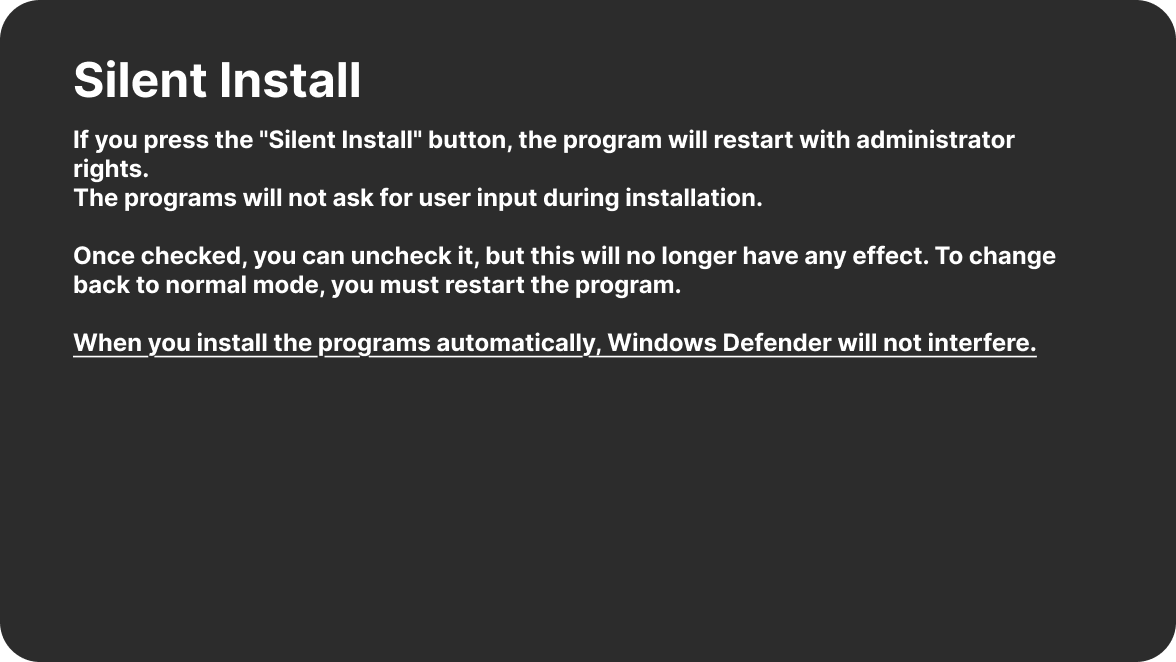 Silent Install
If you press the "Silent Install" button, the program will restart with administrator
rights.
The programs will not ask for user input during installation.
Once checked, you can uncheck it, but this will no longer have any effect. To change
back to normal mode, you must restart the program.
When you install the programs automatically, Windows Defender will not interfere.